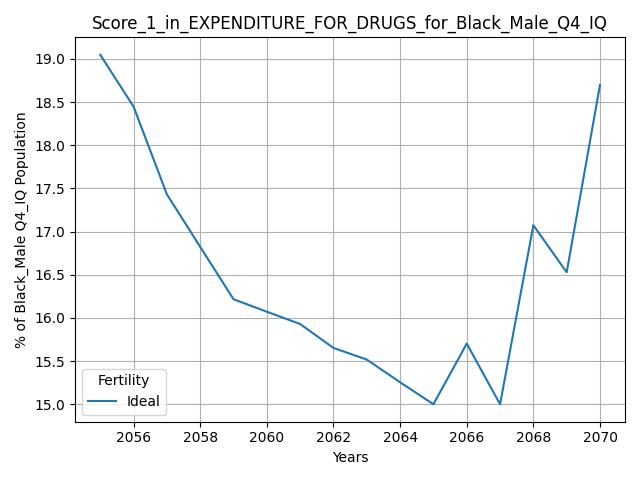 Score_1_in_EXPENDITURE_FOR_DRUGS_for_Black_Male_Q4_IQ
% of Black_Male Q4_IQ Population
19.0
18.5
18.0
17.5
17.0
16.5
16.0
15.5
15.0
Fertility
Ideal
2056 2058 2060 2062 2064 2066 2068 2070
Years